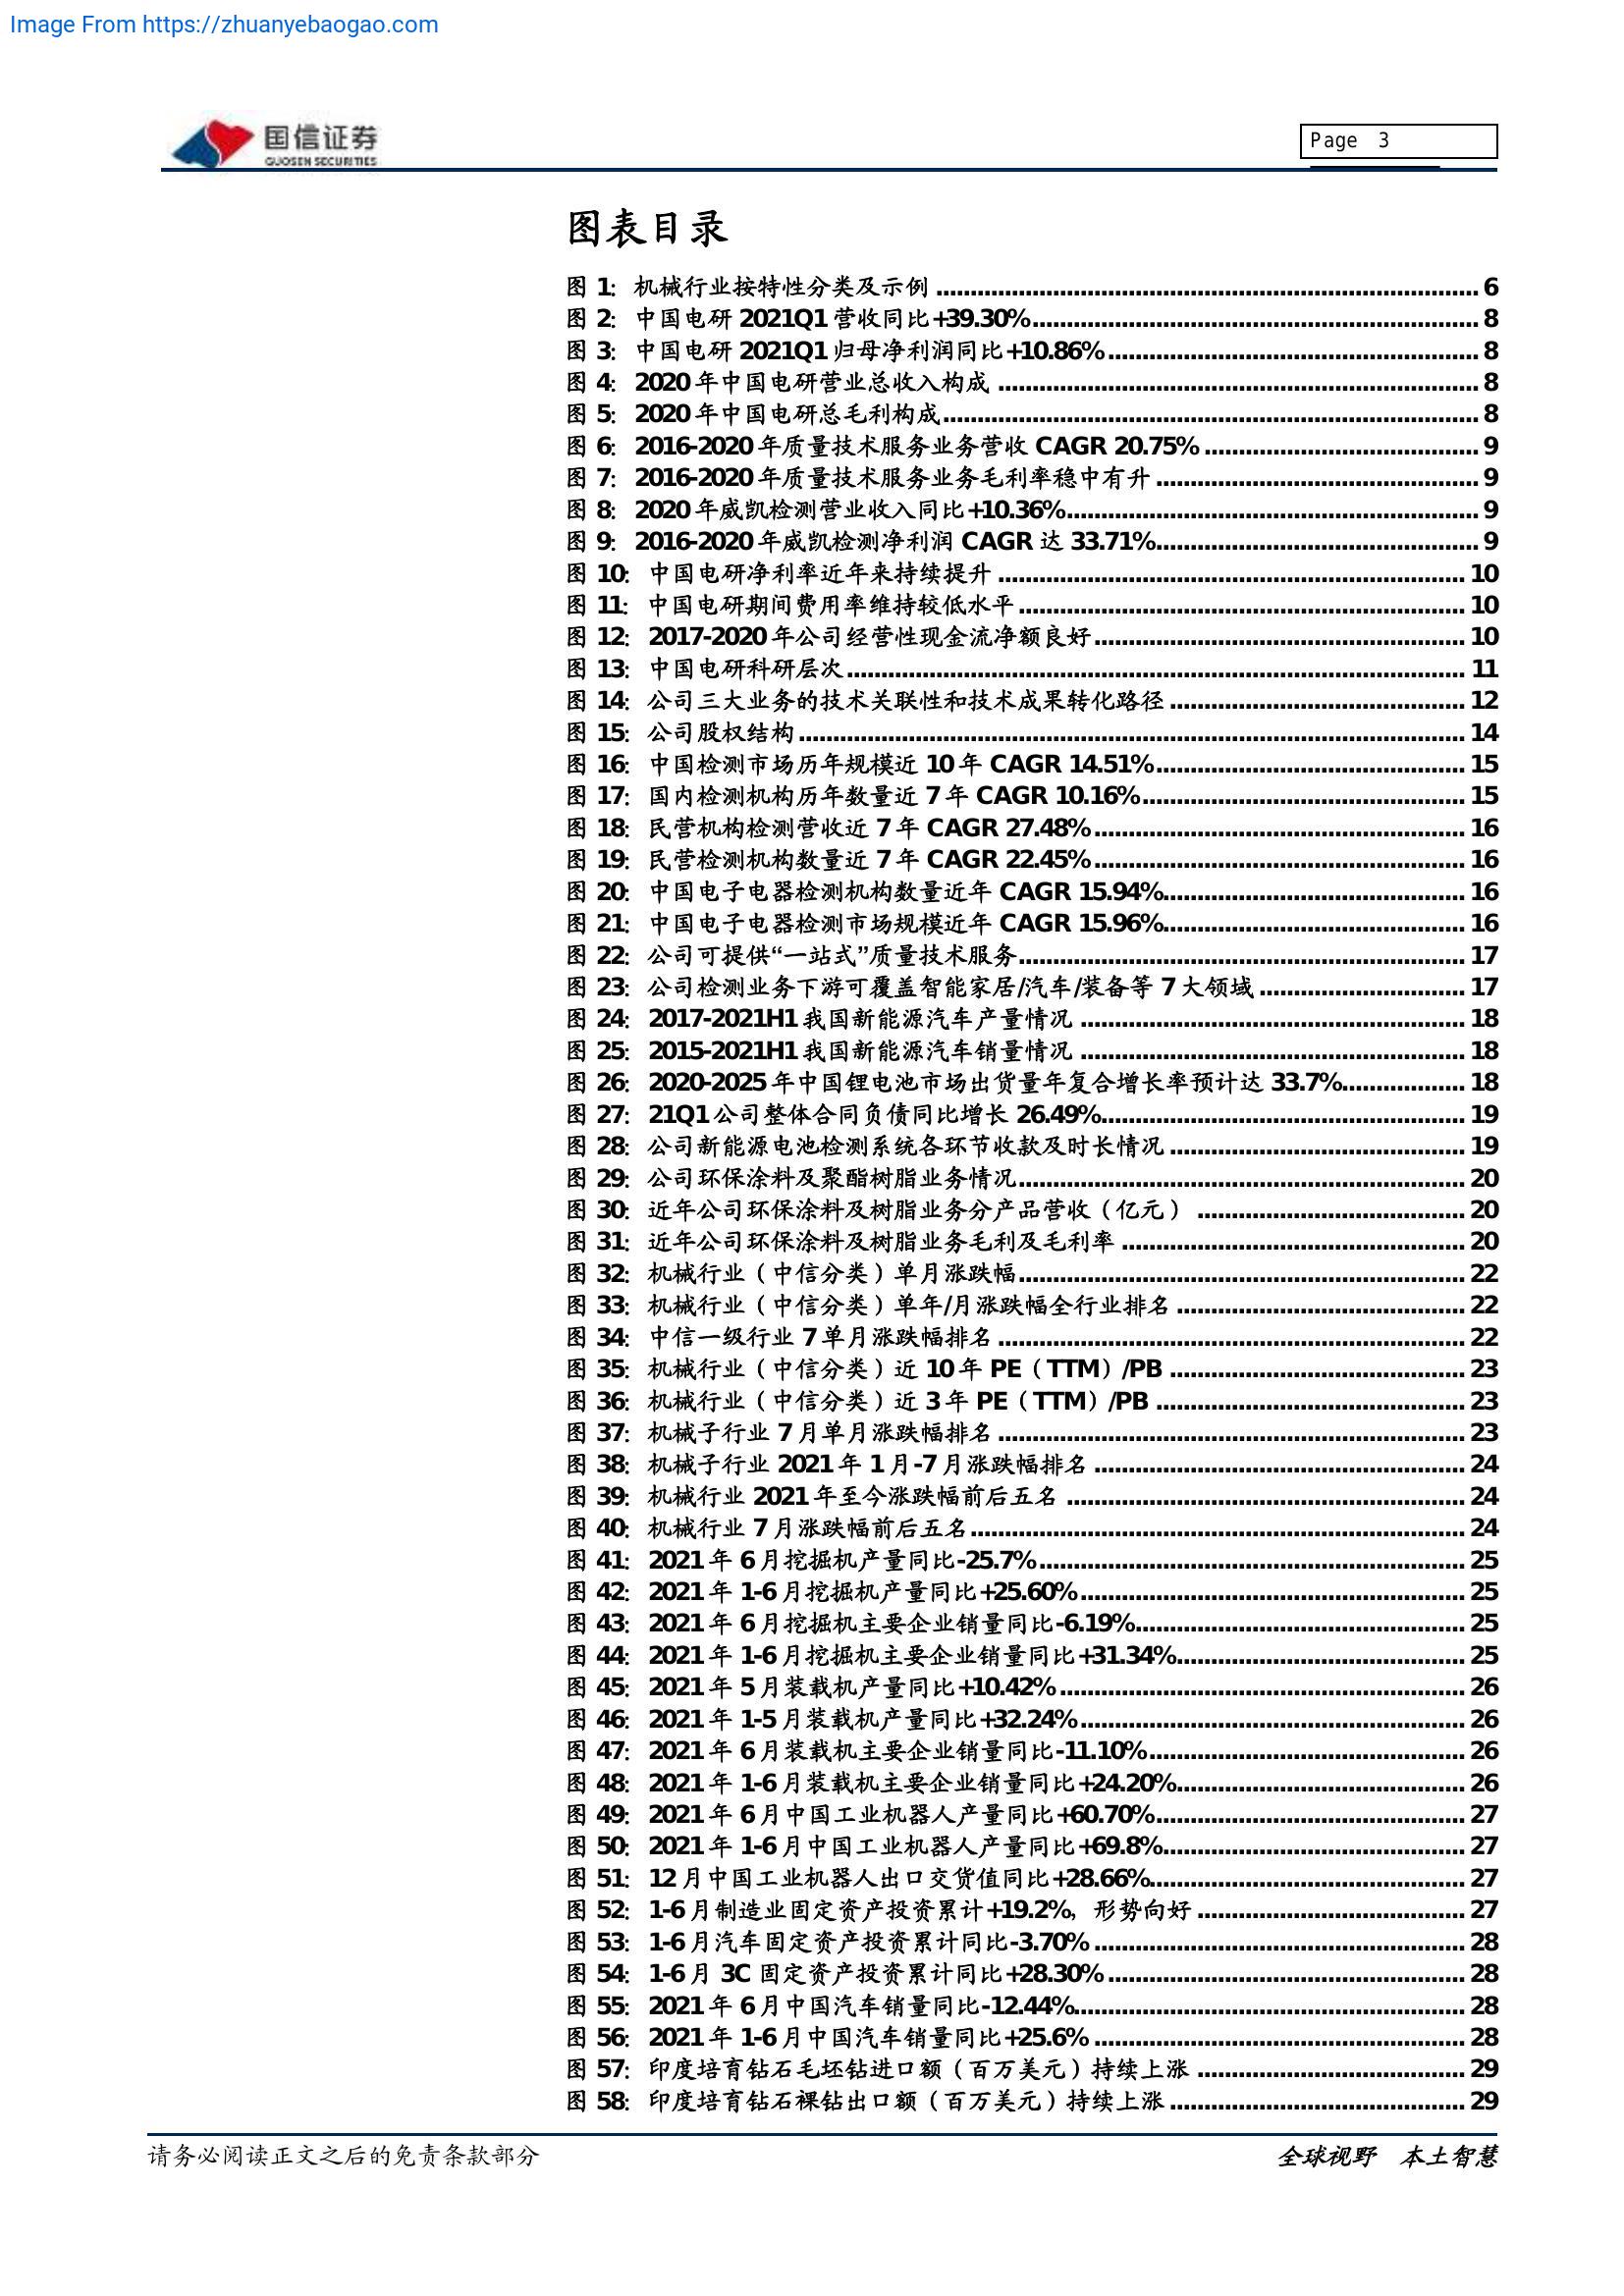 Image From https://zhuanyebaogao.com
国信证券
GUOSEN SECURITIES
Page 3
图表目录
图 1: 机械行业按特性分类及示例 ........ 6
图 2: 中国电研 2021Q1 营收同比+39.30% ........ 8
图 3: 中国电研 2021Q1 归母净利润同比+10.86% ........ 8
图 4: 2020 年中国电研营业总收入构成 ........ 8
图 5: 2020 年中国电研总毛利构成 ........ 8
图 6: 2016-2020 年质量技术服务业务营收 CAGR 20.75% ........ 9
图 7: 2016-2020 年质量技术服务业务毛利率稳中有升 ........ 9
图 8: 2020 年威凯检测营业收入同比+10.36% ........ 9
图 9: 2016-2020 年威凯检测净利润 CAGR 达 33.71% ........ 9
图 10: 中国电研净利率近年来持续提升 ........ 10
图 11: 中国电研期间费用率维持较低水平 ........ 10
图 12: 2017-2020 年公司经营性现金流净额良好 ........ 10
图 13: 中国电研科研层次 ........ 11
图 14: 公司三大业务的技术关联性和技术成果转化路径 ........ 12
图 15: 公司股权结构 ........ 14
图 16: 中国检测市场历年规模近 10 年 CAGR 14.51% ........ 15
图 17: 国内检测机构历年数量近 7 年 CAGR 10.16% ........ 15
图 18: 民营机构检测营收近 7 年 CAGR 27.48% ........ 16
图 19: 民营检测机构数量近 7 年 CAGR 22.45% ........ 16
图 20: 中国电子电器检测机构数量近年 CAGR 15.94% ........ 16
图 21: 中国电子电器检测市场规模近年 CAGR 15.96% ........ 16
图 22: 公司可提供“一站式”质量技术服务 ........ 17
图 23: 公司检测业务下游可覆盖智能家居/汽车/装备等 7 大领域 ........ 17
图 24: 2017-2021H1 我国新能源汽车产量情况 ........ 18
图 25: 2015-2021H1 我国新能源汽车销量情况 ........ 18
图 26: 2020-2025 年中国锂电池市场出货量年复合增长率预计达 33.7% ........ 18
图 27: 21Q1 公司整体合同负债同比增长 26.49% ........ 19
图 28: 公司新能源电池检测系统各环节收款及时长情况 ........ 19
图 29: 公司环保涂料及聚酯树脂业务情况 ........ 20
图 30: 近年公司环保涂料及树脂业务分产品营收（亿元） ........ 20
图 31: 近年公司环保涂料及树脂业务毛利及毛利率 ........ 20
图 32: 机械行业（中信分类）单月涨跌幅 ........ 22
图 33: 机械行业（中信分类）单年/月涨跌幅全行业排名 ........ 22
图 34: 中信一级行业 7 单月涨跌幅排名 ........ 22
图 35: 机械行业（中信分类）近 10 年 PE（TTM）/PB ........ 23
图 36: 机械行业（中信分类）近 3 年 PE（TTM）/PB ........ 23
图 37: 机械子行业 7 月单月涨跌幅排名 ........ 23
图 38: 机械子行业 2021 年 1 月-7 月涨跌幅排名 ........ 24
图 39: 机械行业 2021 年至今涨跌幅前后五名 ........ 24
图 40: 机械行业 7 月涨跌幅前后五名 ........ 24
图 41: 2021 年 6 月挖掘机产量同比-25.7% ........ 25
图 42: 2021 年 1-6 月挖掘机产量同比+25.60% ........ 25
图 43: 2021 年 6 月挖掘机主要企业销量同比-6.19% ........ 25
图 44: 2021 年 1-6 月挖掘机主要企业销量同比+31.34% ........ 25
图 45: 2021 年 5 月装载机产量同比+10.42% ........ 26
图 46: 2021 年 1-5 月装载机产量同比+32.24% ........ 26
图 47: 2021 年 6 月装载机主要企业销量同比-11.10% ........ 26
图 48: 2021 年 1-6 月装载机主要企业销量同比+24.20% ........ 26
图 49: 2021 年 6 月中国工业机器人产量同比+60.70% ........ 27
图 50: 2021 年 1-6 月中国工业机器人产量同比+69.8% ........ 27
图 51: 12 月中国工业机器人出口交货值同比+28.66% ........ 27
图 52: 1-6 月制造业固定资产投资累计+19.2%，形势向好 ........ 27
图 53: 1-6 月汽车固定资产投资累计同比-3.70% ........ 28
图 54: 1-6 月 3C 固定资产投资累计同比+28.30% ........ 28
图 55: 2021 年 6 月中国汽车销量同比-12.44% ........ 28
图 56: 2021 年 1-6 月中国汽车销量同比+25.6% ........ 28
图 57: 印度培育钻石毛坯钻进口额（百万美元）持续上涨 ........ 29
图 58: 印度培育钻石裸钻出口额（百万美元）持续上涨 ........ 29
请务必阅读正文之后的免责条款部分
全球视野 本土智慧